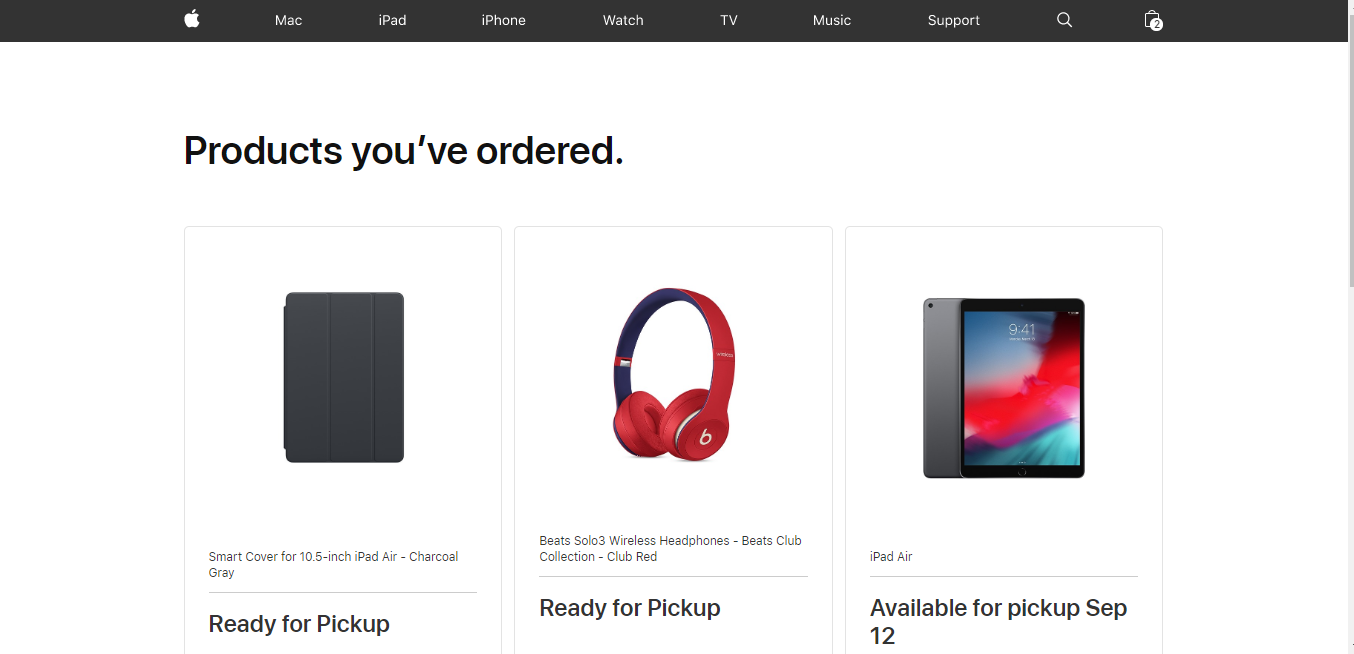 Mac iPad iPhone Watch TV Music Support 2
Products you’ve ordered.
9:41
Smart Cover for 10.5-inch iPad Air - Charcoal
Gray
Ready for Pickup
b
Beats Solo3 Wireless Headphones - Beats Club
Collection - Club Red
Ready for Pickup
iPad Air
Available for pickup Sep
12